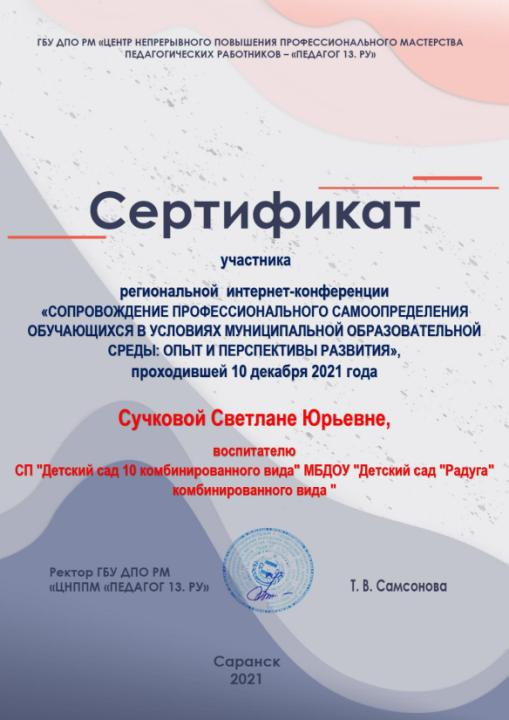 ГБУ ДПО РМ «ЦЕНТР НЕПРЕРЫВНОГО ПОВЫШЕНИЯ ПРОФЕССИОНАЛЬНОГО МАСТЕРСТВА
ПЕДАГОГИЧЕСКИХ РАБОТНИКОВ – «ПЕДАГОГ 13. РУ»
Сертификат
участника
региональной интернет-конференции
«СОПРОВОЖДЕНИЕ ПРОФЕССИОНАЛЬНОГО САМООПРЕДЕЛЕНИЯ
ОБУЧАЮЩИХСЯ В УСЛОВИЯХ МУНИЦИПАЛЬНОЙ ОБРАЗОВАТЕЛЬНОЙ
СРЕДЫ: ОПЫТ И ПЕРСПЕКТИВЫ РАЗВИТИЯ»,
проходившей 10 декабря 2021 года
Сучковой Светлане Юрьевне,
воспитателю
СП "Детский сад 10 комбинированного вида" МБДОУ "Детский сад "Радуга"
комбинированного вида "
Ректор ГБУ ДПО РМ
«ЦНППМ «ПЕДАГОГ 13. РУ»
Т. В. Самсонова
Саранск
2021